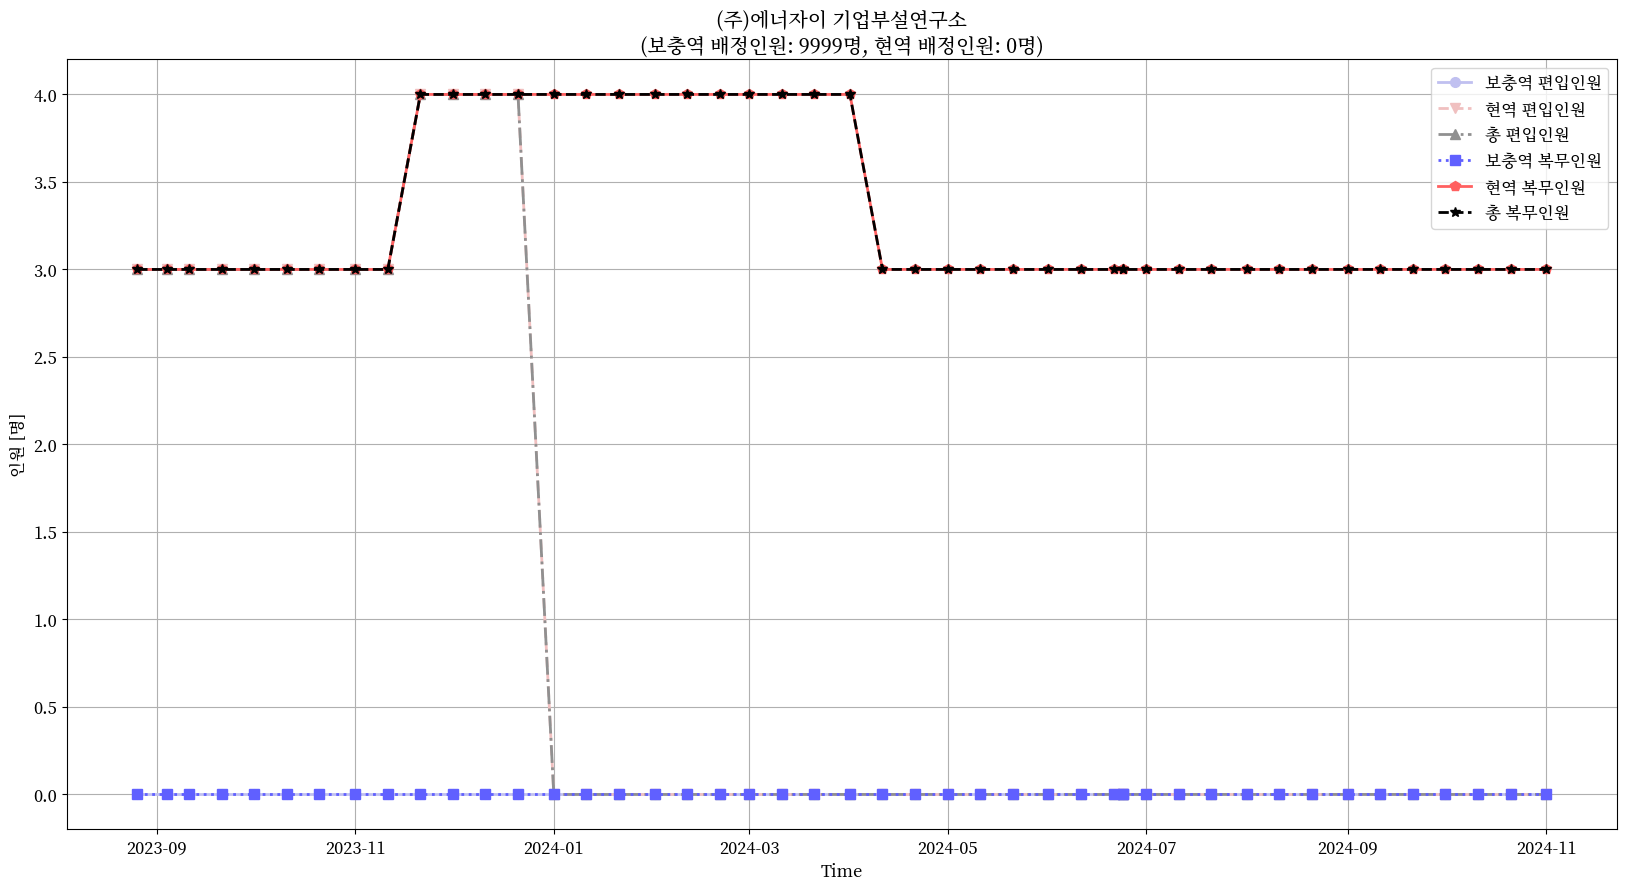 (주)에너자이 기업부설연구소
(보충역 배정인원: 9999명, 현역 배정인원: 0명)
보충역 편입인원
현역 편입인원
총 편입인원
보충역 복무인원
현역 복무인원
총 복무인원
4.0
3.5
3.0
2.5
2.0
1.5
1.0
0.5
0.0
인원 [명]
2023-09
2023-11
2024-01
2024-03
2024-05
2024-07
2024-09
2024-11
Time